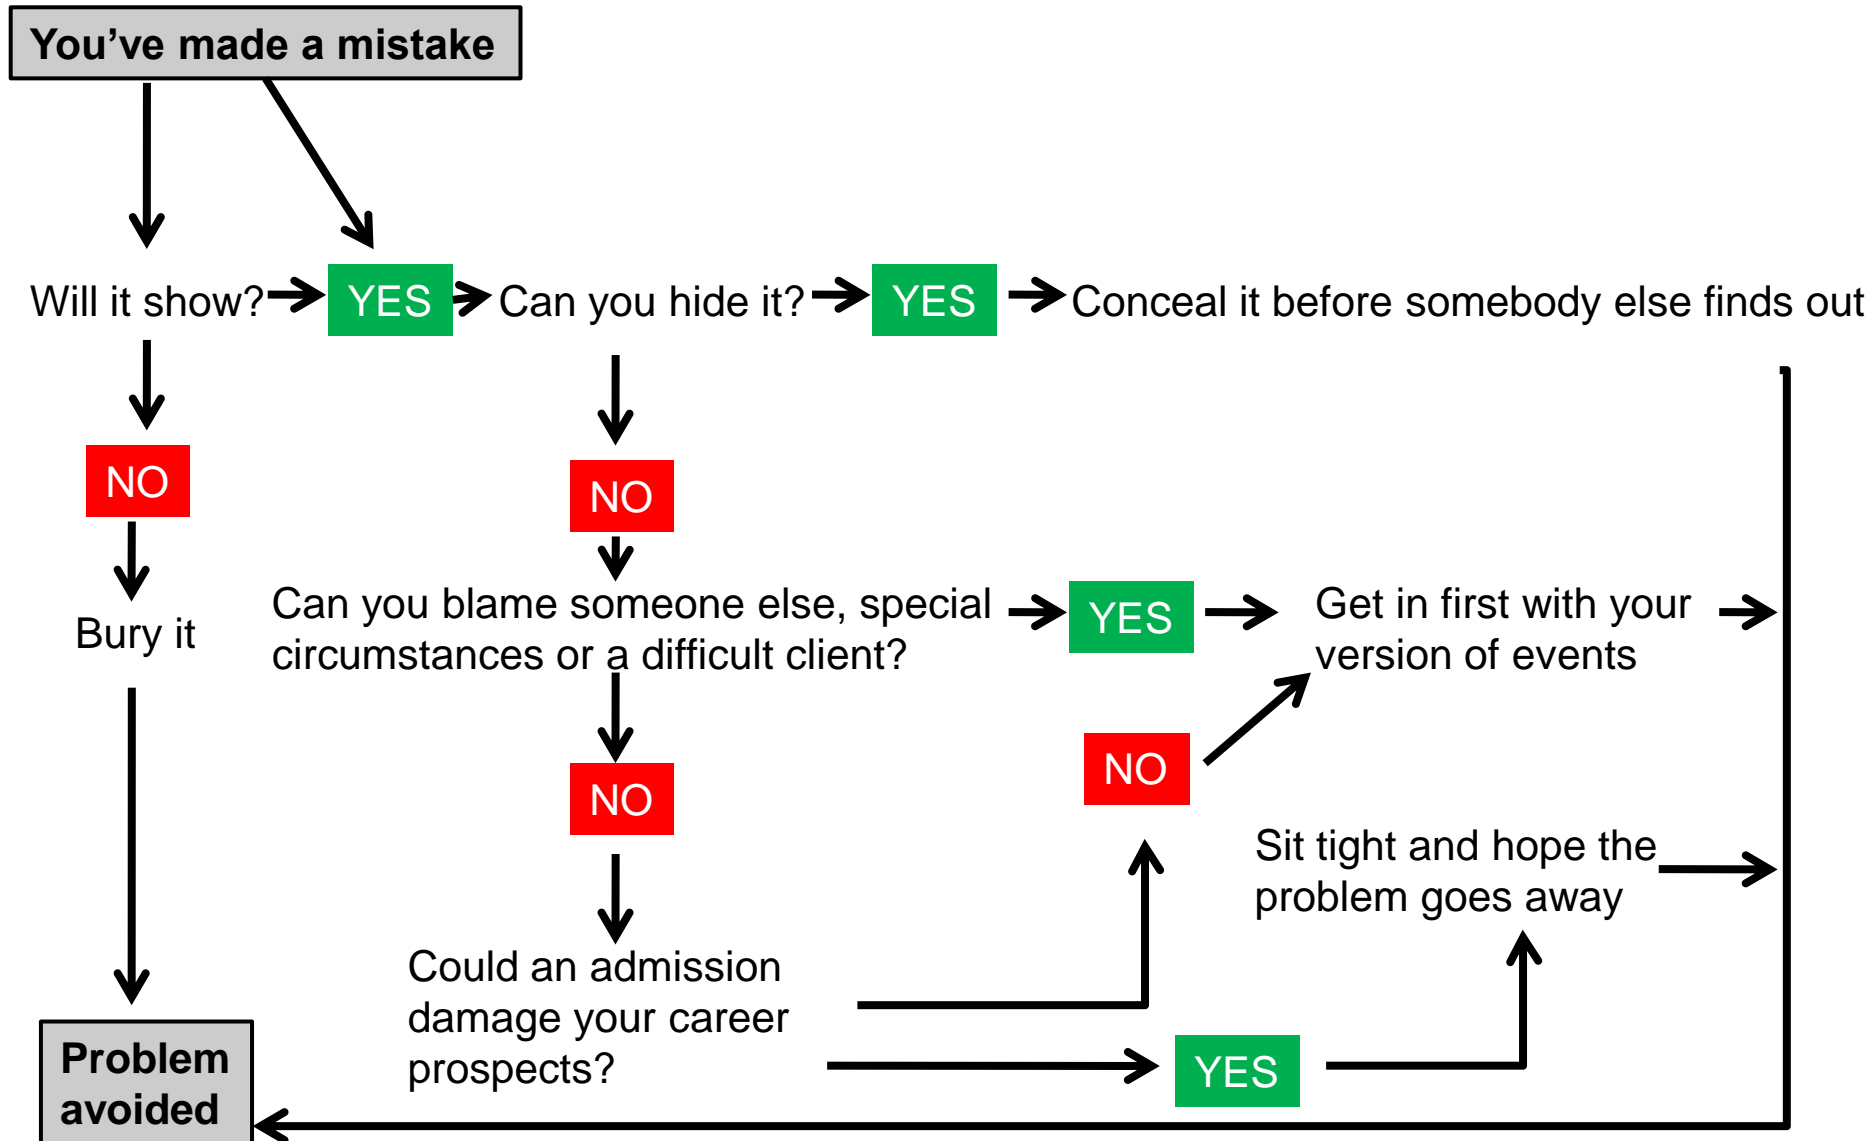 You’ve made a mistake
Will it show?
YES
Can you hide it?
YES
Conceal it before somebody else finds out
NO
NO
Bury it
Can you blame someone else, special
circumstances or a difficult client?
YES
Get in first with your
version of events
NO
NO
Sit tight and hope the
problem goes away
Could an admission
damage your career
prospects?
YES
Problem
avoided